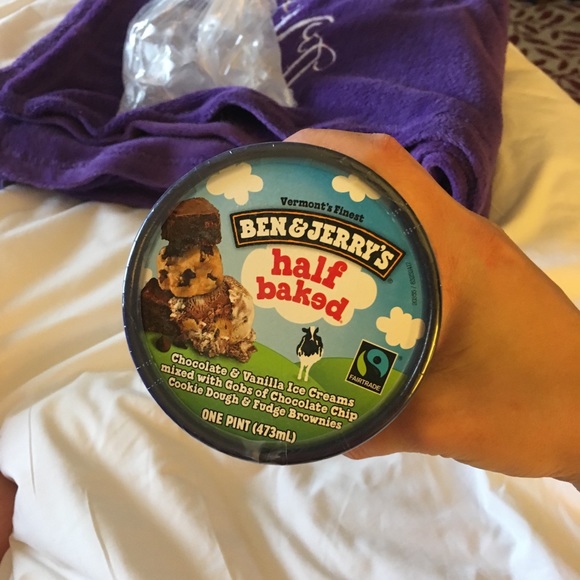 Vermont's Finest
BEN & JERRY'S
half
baked
Chocolate & Vanilla Ice Creams
mixed with Gobs of Chocolate Chip
Cookie Dough & Fudge Brownies
ONE PINT (473mL)
FAIRTRADE